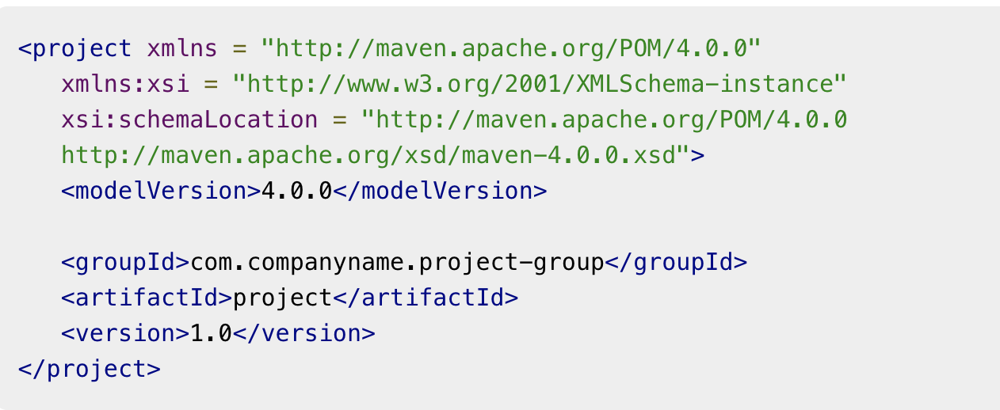 <project xmlns = "http://maven.apache.org/POM/4.0.0"
xmlns:xsi = "http://www.w3.org/2001/XMLSchema-instance"
xsi:schemaLocation = "http://maven.apache.org/POM/4.0.0
http://maven.apache.org/xsd/maven-4.0.0.xsd">
<modelVersion>4.0.0</modelVersion>
<groupId>com.companyname.project-group</groupId>
<artifactId>project</artifactId>
<version>1.0</version>
</project>